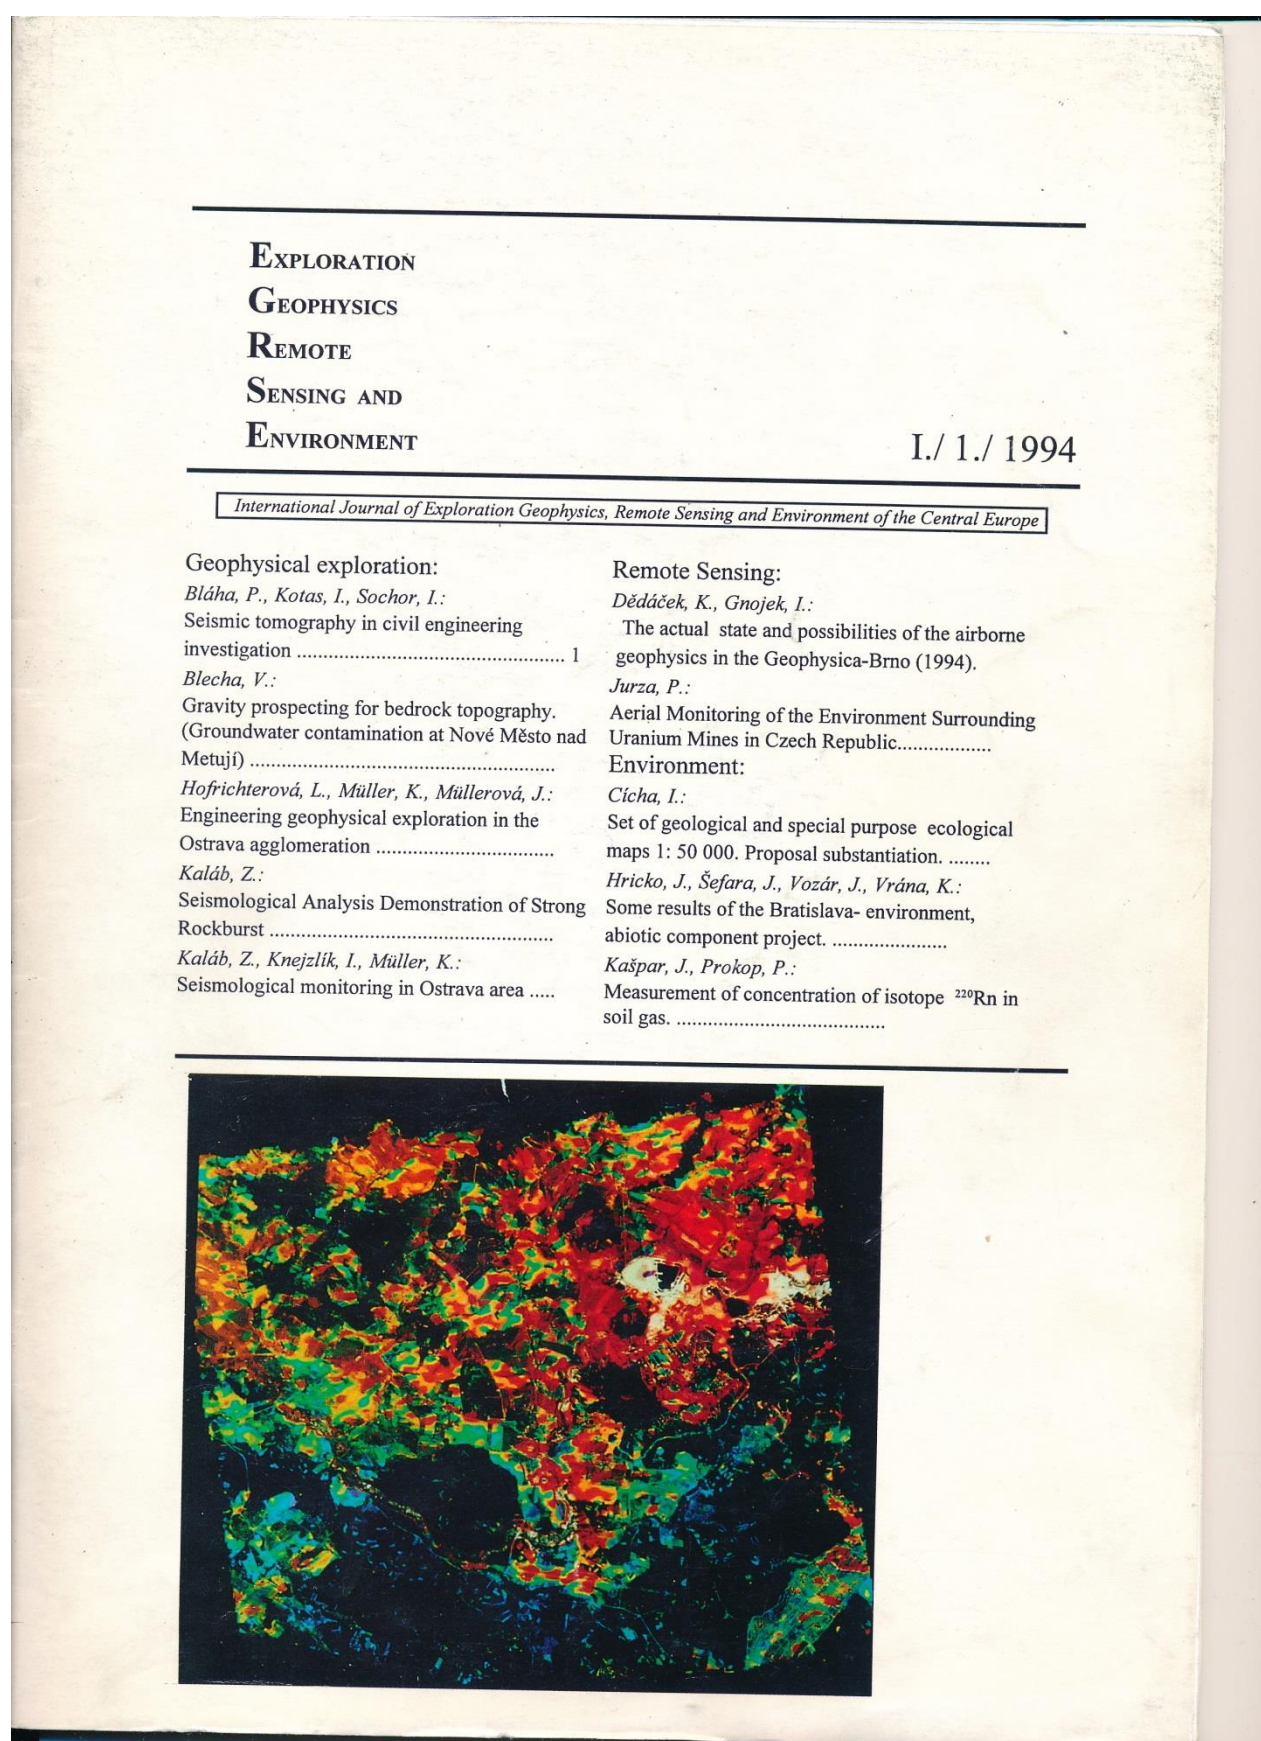 EXPLORATION
GEOPHYSICS
REMOTE
SENSING AND
ENVIRONMENT
I./ 1./ 1994
International Journal of Exploration Geophysics, Remote Sensing and Environment of the Central Europe
Geophysical exploration:
Bláha, P., Kotas, I., Sochor, I.:
Seismic tomography in civil engineering
investigation .................................................... 1
Blecha, V.:
Gravity prospecting for bedrock topography.
(Groundwater contamination at Nové Město nad
Metují) ...........................................................
Hofrichterová, L., Müller, K., Müllerová, J.:
Engineering geophysical exploration in the
Ostrava agglomeration ..................................
Kaláb, Z.:
Seismological Analysis Demonstration of Strong
Rockburst ......................................................
Kaláb, Z., Knejzlík, I., Müller, K.:
Seismological monitoring in Ostrava area .....
Remote Sensing:
Dědáček, K., Gnojek, I.:
The actual state and possibilities of the airborne
geophysics in the Geophysica-Brno (1994).
Jurza, P.:
Aerial Monitoring of the Environment Surrounding
Uranium Mines in Czech Republic..................
Environment:
Cícha, I.:
Set of geological and special purpose ecological
maps 1: 50 000. Proposal substantiation. ........
Hricko, J., Šefara, J., Vozár, J., Vrána, K.:
Some results of the Bratislava- environment,
abiotic component project. ......................
Kašpar, J., Prokop, P.:
Measurement of concentration of isotope ²²⁰Rn in
soil gas. ........................................